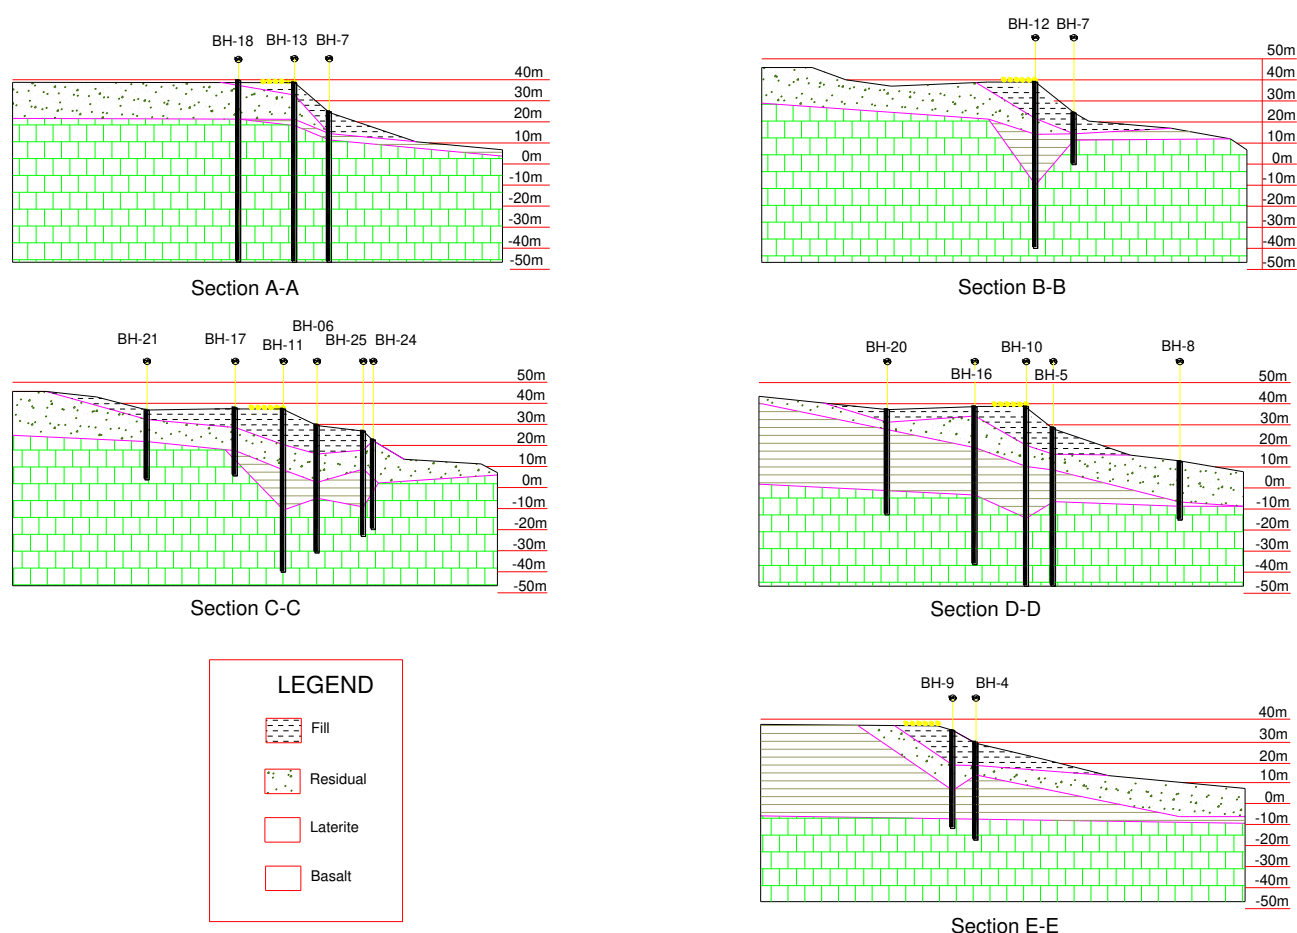 BH-18 BH-13 BH-7
40m
30m
20m
10m
0m
-10m
-20m
-30m
-40m
-50m
Section A-A
BH-12 BH-7
50m
40m
30m
20m
10m
0m
-10m
-20m
-30m
-40m
-50m
Section B-B
BH-06
BH-21 BH-17 BH-25 BH-24
BH-11
50m
40m
30m
20m
10m
0m
-10m
-20m
-30m
-40m
-50m
Section C-C
BH-20 BH-10 BH-8
BH-16 BH-5
50m
40m
30m
20m
10m
0m
-10m
-20m
-30m
-40m
-50m
Section D-D
LEGEND
Fill
Residual
Laterite
Basalt
BH-9 BH-4
40m
30m
20m
10m
0m
-10m
-20m
-30m
-40m
-50m
Section E-E